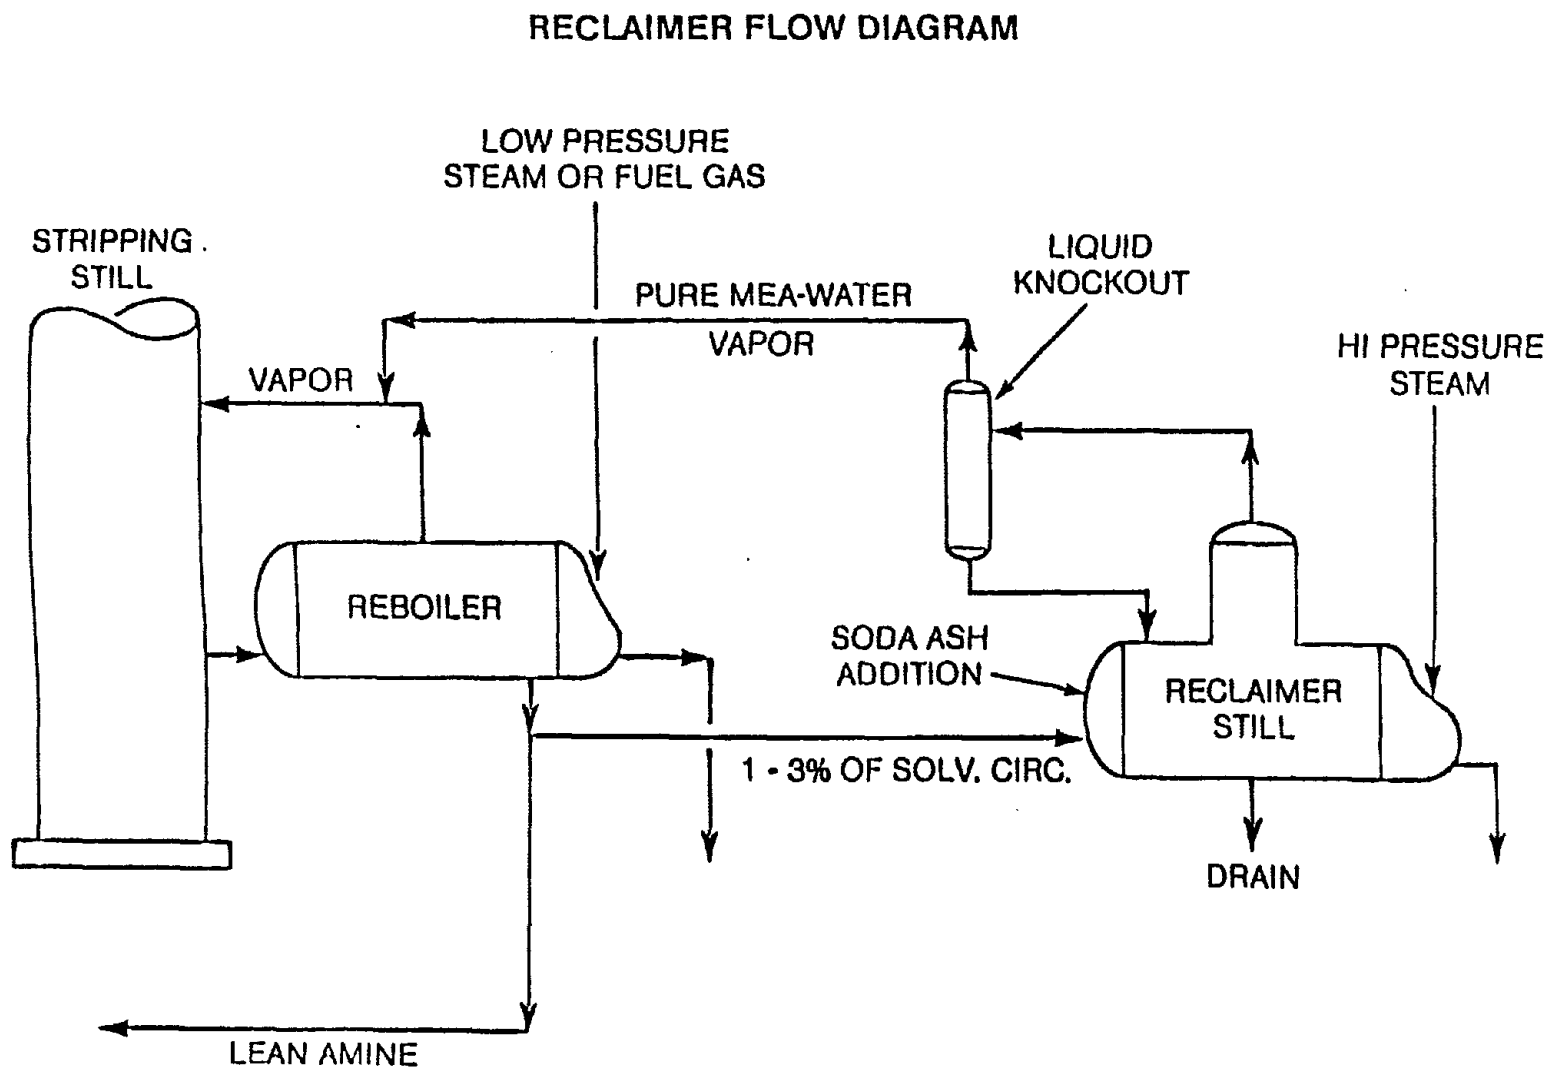 RECLAIMER FLOW DIAGRAM
LOW PRESSURE
STEAM OR FUEL GAS
STRIPPING
STILL
LIQUID
KNOCKOUT
PURE MEA-WATER
VAPOR
HI PRESSURE
STEAM
VAPOR
REBOILER
SODA ASH
ADDITION
RECLAIMER
STILL
1 - 3% OF SOLV. CIRC.
DRAIN
LEAN AMINE